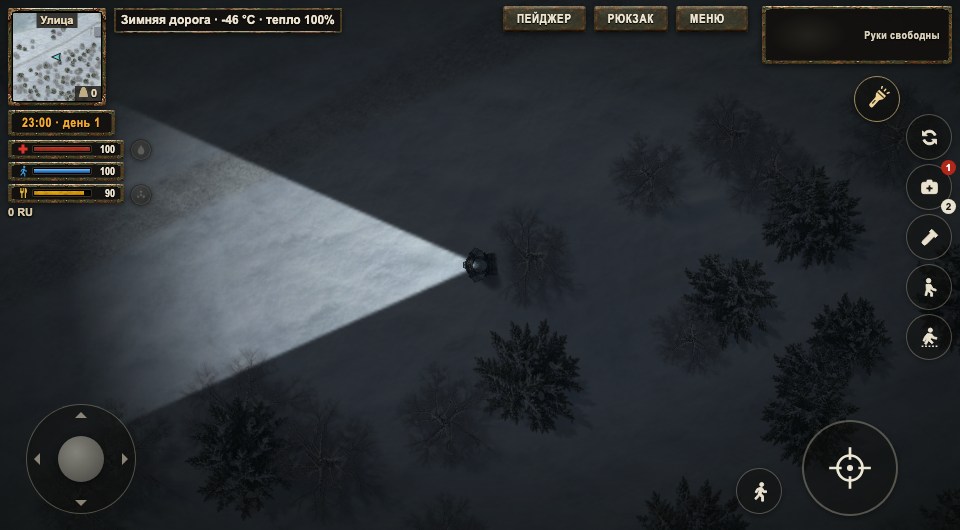 Улица
Зимняя дорога · -46 °C · тепло 100%
ПЕЙДЖЕР
РЮКЗАК
МЕНЮ
Руки свободны
0
23:00 · день 1
100
100
90
0 RU
1
2